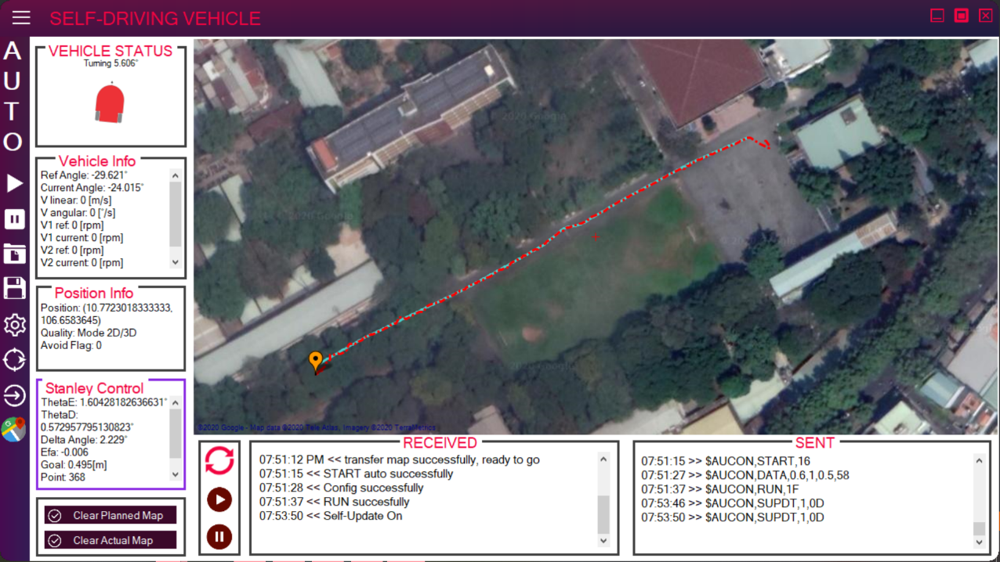 SELF-DRIVING VEHICLE
AUTO
VEHICLE STATUS
Turning 5.606°
Vehicle Info
Ref Angle: -29.621°
Current Angle: -24.015°
V linear: 0 [m/s]
V angular: 0 [°/s]
V1 ref: 0 [rpm]
V1 current: 0 [rpm]
V2 ref: 0 [rpm]
V2 current: 0 [rpm]
Position Info
Position: (10.7723018333333,
106.6583645)
Quality: Mode 2D/3D
Avoid Flag: 0
Stanley Control
ThetaE: 1.60428182636631°
ThetaD:
0.572957795130823°
Delta Angle: 2.229°
Efa: -0.006
Goal: 0.495[m]
Point: 368
Clear Planned Map
Clear Actual Map
2020 Google
2020 Google
2020 Google
©2020 Google - Map data ©2020 Tele Atlas, Imagery ©2020 TerraMetrics
RECEIVED
07:51:12 PM << transfer map successfully, ready to go
07:51:15 << START auto successfully
07:51:28 << Config successfully
07:51:37 << RUN succesfully
07:53:50 << Self-Update On
SENT
07:51:15 >> $AUCON,START,16
07:51:27 >> $AUCON,DATA,0.6,1,0.5,58
07:51:37 >> $AUCON,RUN,1F
07:53:46 >> $AUCON,SUPDT,1,0D
07:53:50 >> $AUCON,SUPDT,1,0D